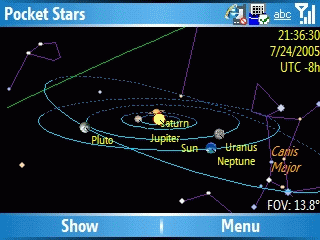 Pocket Stars
abc
21:36:30
7/24/2005
UTC -8h
Saturn
Jupiter
Pluto
Sun
Uranus
Neptune
Canis
Major
FOV: 13.8°
Show
Menu